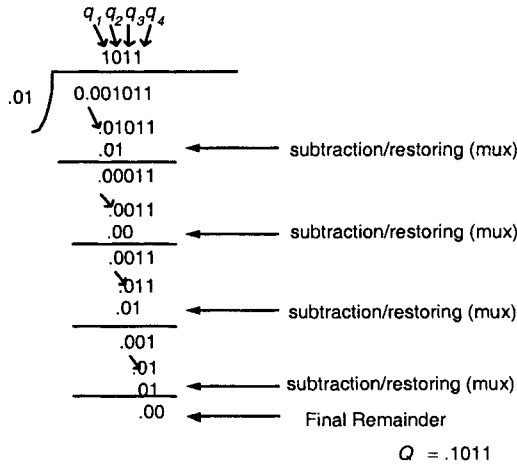 q1 q2 q3 q4
1011
.01 0.001011
.01011
.01 subtraction/restoring (mux)
.00011
.0011
.00 subtraction/restoring (mux)
.0011
.011
.01 subtraction/restoring (mux)
.001
.01
.01 subtraction/restoring (mux)
.00 Final Remainder
Q = .1011